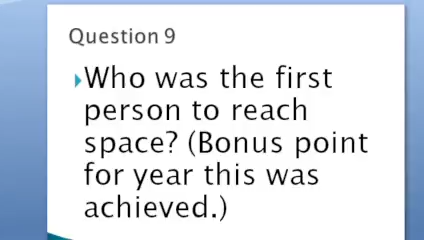 Question 9
Who was the first
person to reach
space? (Bonus point
for year this was
achieved.)